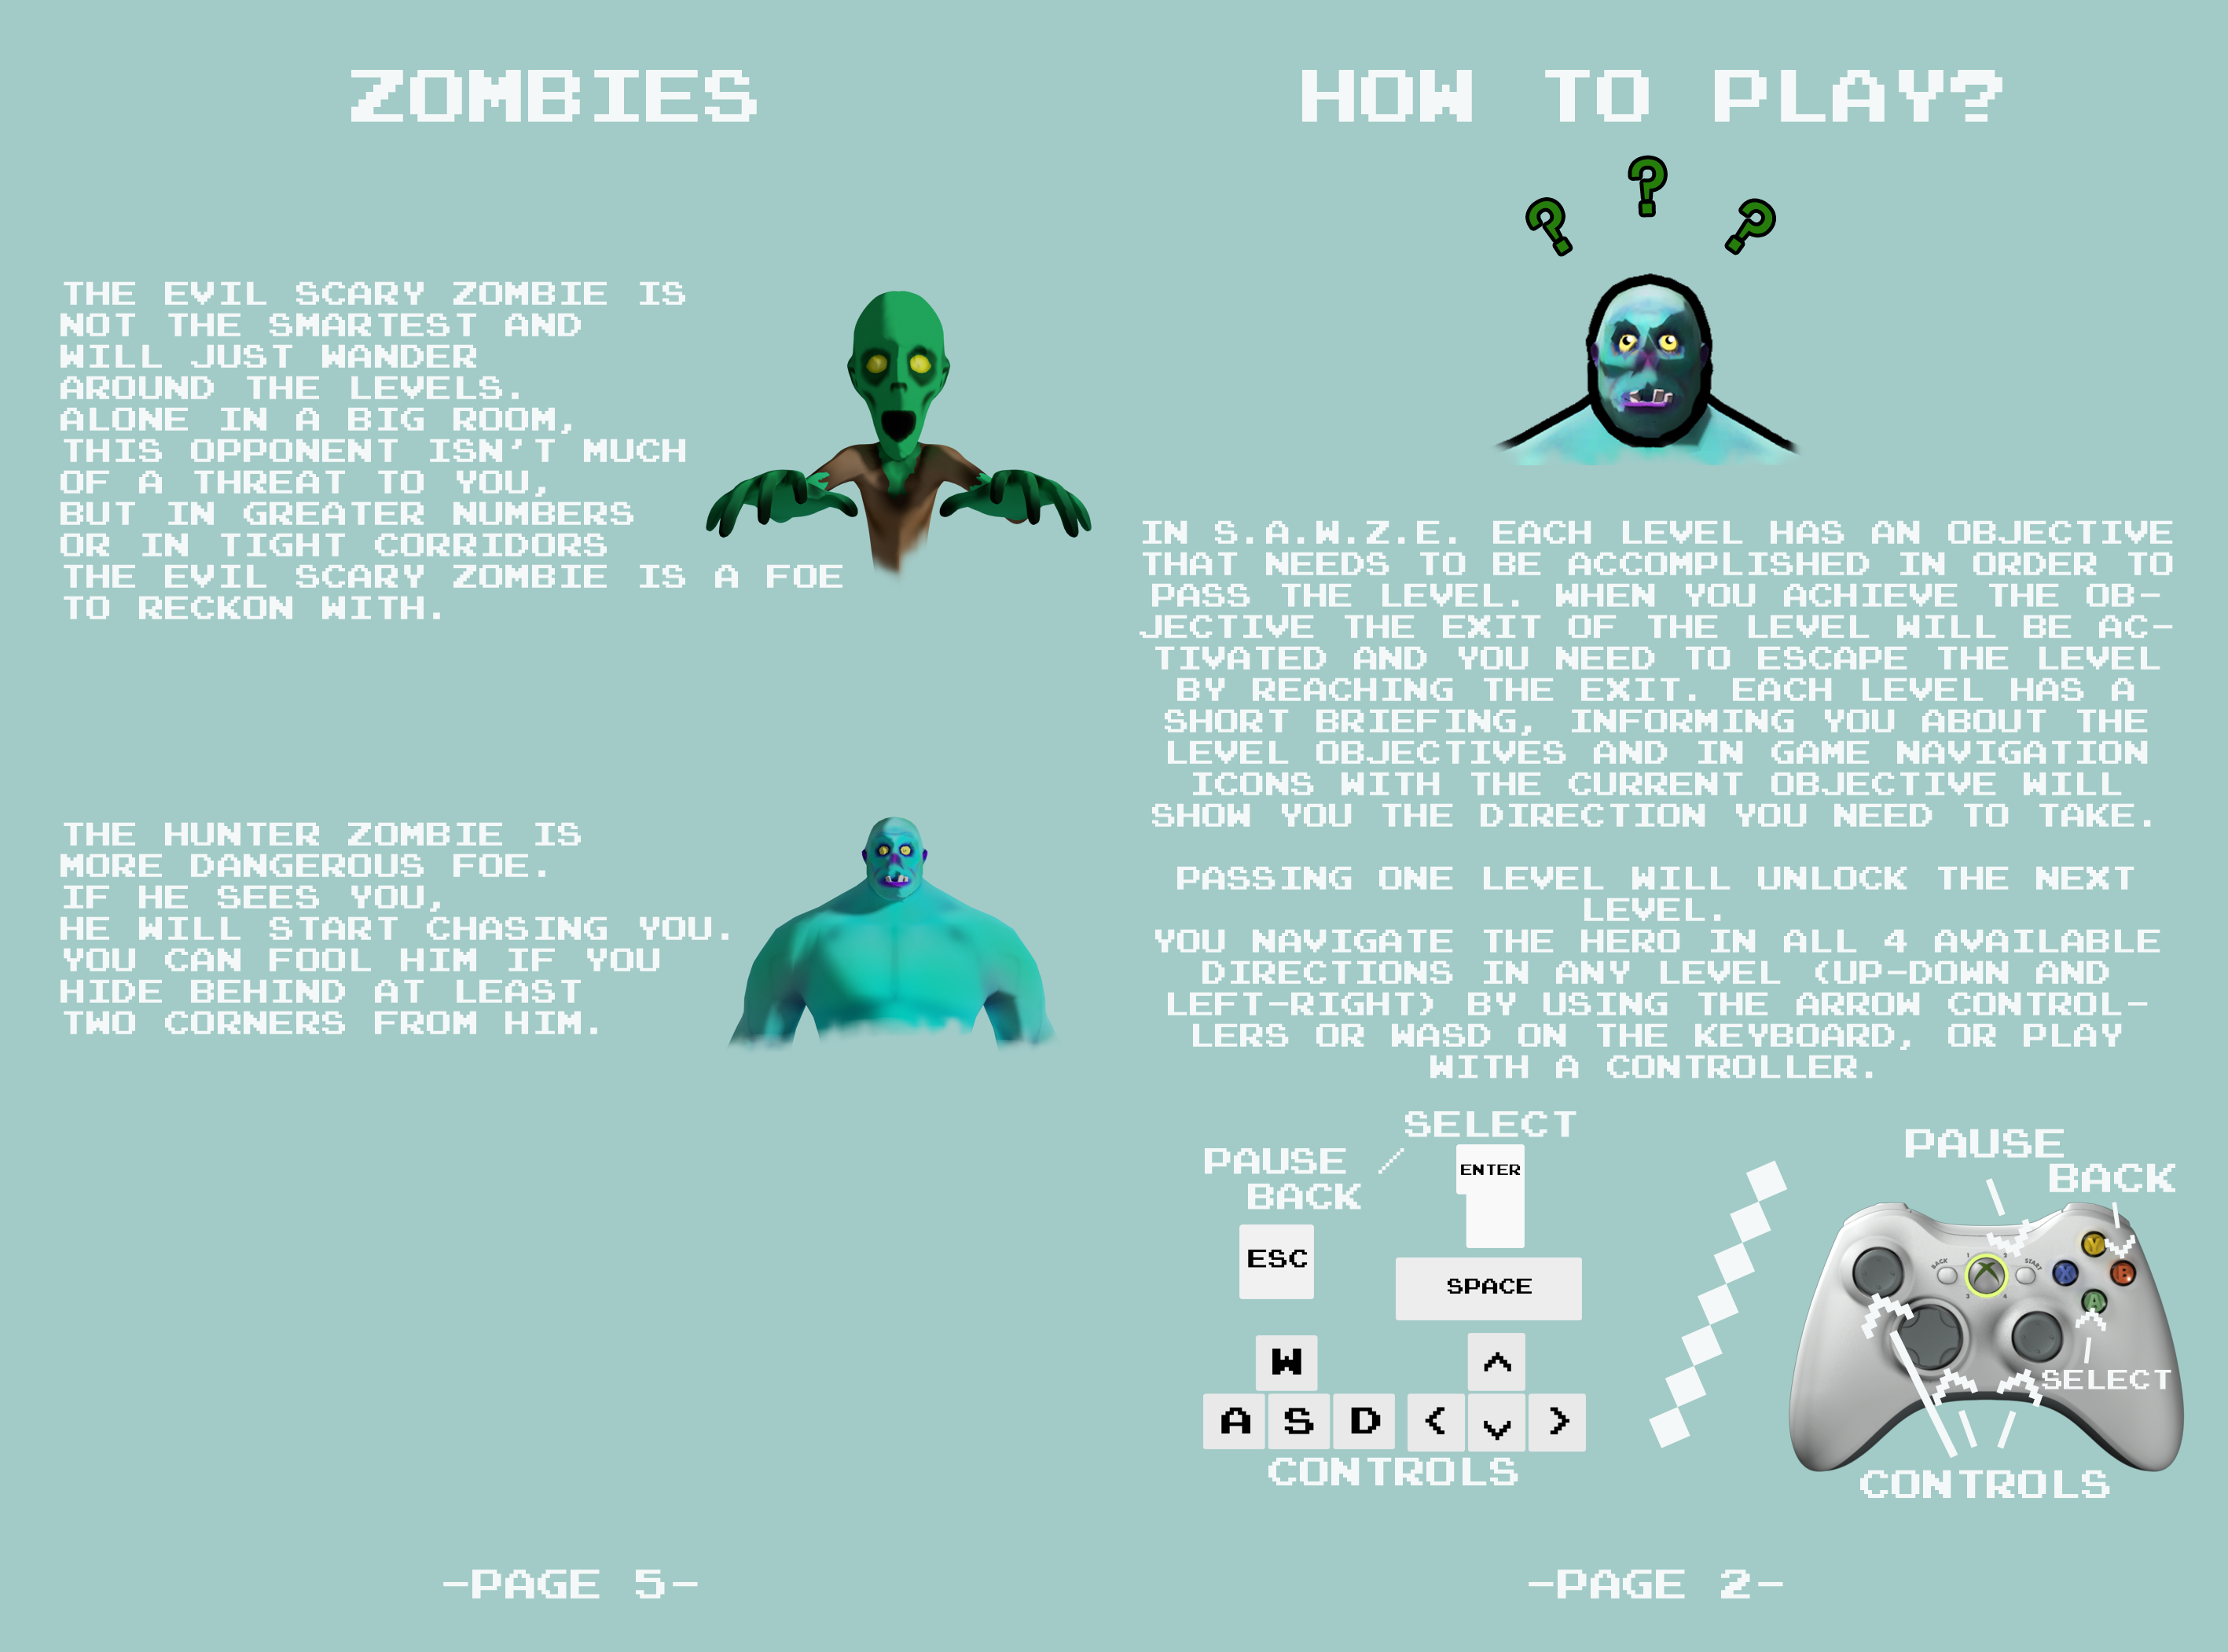 ZOMBIES
THE EVIL SCARY ZOMBIE IS
NOT THE SMARTEST AND
WILL JUST WANDER
AROUND THE LEVELS.
ALONE IN A BIG ROOM,
THIS OPPONENT ISN'T MUCH
OF A THREAT TO YOU,
BUT IN GREATER NUMBERS
OR IN TIGHT CORRIDORS
THE EVIL SCARY ZOMBIE IS A FOE
TO RECKON WITH.
THE HUNTER ZOMBIE IS
MORE DANGEROUS FOE.
IF HE SEES YOU,
HE WILL START CHASING YOU.
YOU CAN FOOL HIM IF YOU
HIDE BEHIND AT LEAST
TWO CORNERS FROM HIM.
-PAGE 5-
HOW TO PLAY?
? ? ?
IN S.A.W.Z.E. EACH LEVEL HAS AN OBJECTIVE
THAT NEEDS TO BE ACCOMPLISHED IN ORDER TO
PASS THE LEVEL. WHEN YOU ACHIEVE THE OB-
JECTIVE THE EXIT OF THE LEVEL WILL BE AC-
TIVATED AND YOU NEED TO ESCAPE THE LEVEL
BY REACHING THE EXIT. EACH LEVEL HAS A
SHORT BRIEFING, INFORMING YOU ABOUT THE
LEVEL OBJECTIVES AND IN GAME NAVIGATION
ICONS WITH THE CURRENT OBJECTIVE WILL
SHOW YOU THE DIRECTION YOU NEED TO TAKE.
PASSING ONE LEVEL WILL UNLOCK THE NEXT
LEVEL.
YOU NAVIGATE THE HERO IN ALL 4 AVAILABLE
DIRECTIONS IN ANY LEVEL (UP-DOWN AND
LEFT-RIGHT) BY USING THE ARROW CONTROL-
LERS OR WASD ON THE KEYBOARD, OR PLAY
WITH A CONTROLLER.
SELECT
PAUSE /
BACK
ENTER
ESC
SPACE
W
A S D
CONTROLS
PAUSE
BACK
BACK
START
1 2
3 4
Y
X
B
A
SELECT
CONTROLS
-PAGE 2-